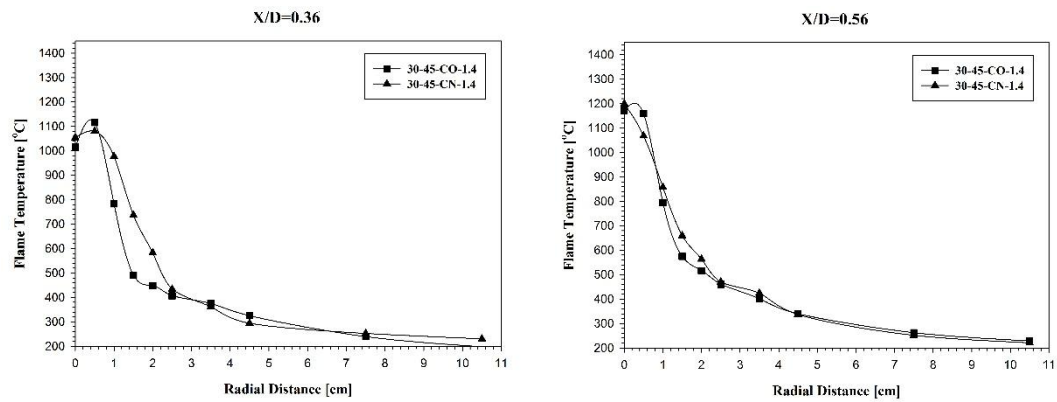 X/D=0.36
Flame Temperature [°C]
1400
1300
1200
1100
1000
900
800
700
600
500
400
300
200
30-45-CO-1.4
30-45-CN-1.4
0 1 2 3 4 5 6 7 8 9 10 11
Radial Distance [cm]
X/D=0.56
Flame Temperature [°C]
1400
1300
1200
1100
1000
900
800
700
600
500
400
300
200
30-45-CO-1.4
30-45-CN-1.4
0 1 2 3 4 5 6 7 8 9 10 11
Radial Distance [cm]